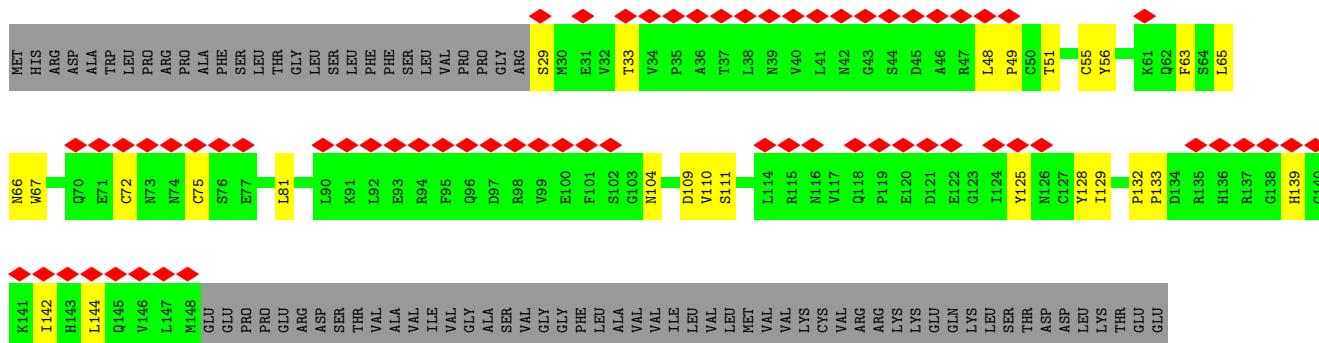 MET HIS ARG ASP ALA TRP LEU PRO ARG PRO ALA PHE SER LEU THR GLY LEU SER LEU PHE PHE SER LEU VAL PRO PRO GLY ARG S29 M30 E31 V32 T33 V34 P35 A36 T37 L38 N39 V40 L41 N42 G43 S44 D45 A46 R47 L48 P49 C50 T51 C55 Y56 K61 Q62 F63 S64 L65
N66 W67 Q70 E71 C72 N73 N74 C75 S76 E77 L81 L90 K91 L92 E93 R94 F95 Q96 D97 R98 V99 E100 F101 S102 G103 N104 D109 V110 S111 L114 R115 N116 V117 Q118 P119 E120 D121 E122 G123 I124 Y125 N126 C127 Y128 I129 P132 P133 D134 R135 H136 R137 G138 H139 G140
K141 I142 H143 L144 Q145 V146 L147 M148 GLU GLU PRO PRO GLU ARG ASP SER THR VAL ALA VAL ILE VAL GLY ALA SER VAL GLY GLY PHE LEU ALA VAL VAL ILE LEU VAL LEU MET VAL VAL LYS CYS VAL ARG ARG LYS LYS GLU GLN LYS LEU SER THR ASP ASP LEU LYS THR GLU GLU